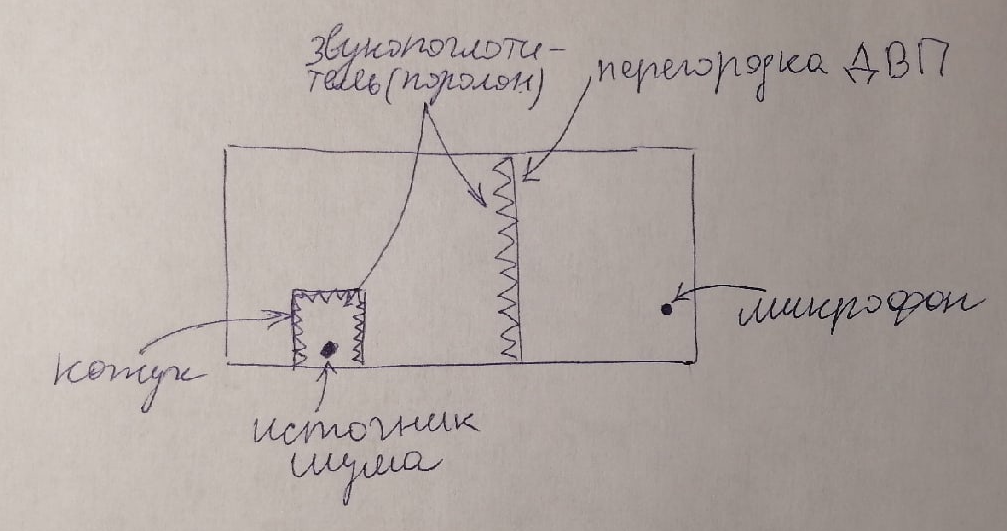 звукопоглоти-
тель (поролон)
перегородка ДВП
микрофон
кожух
источник
шума